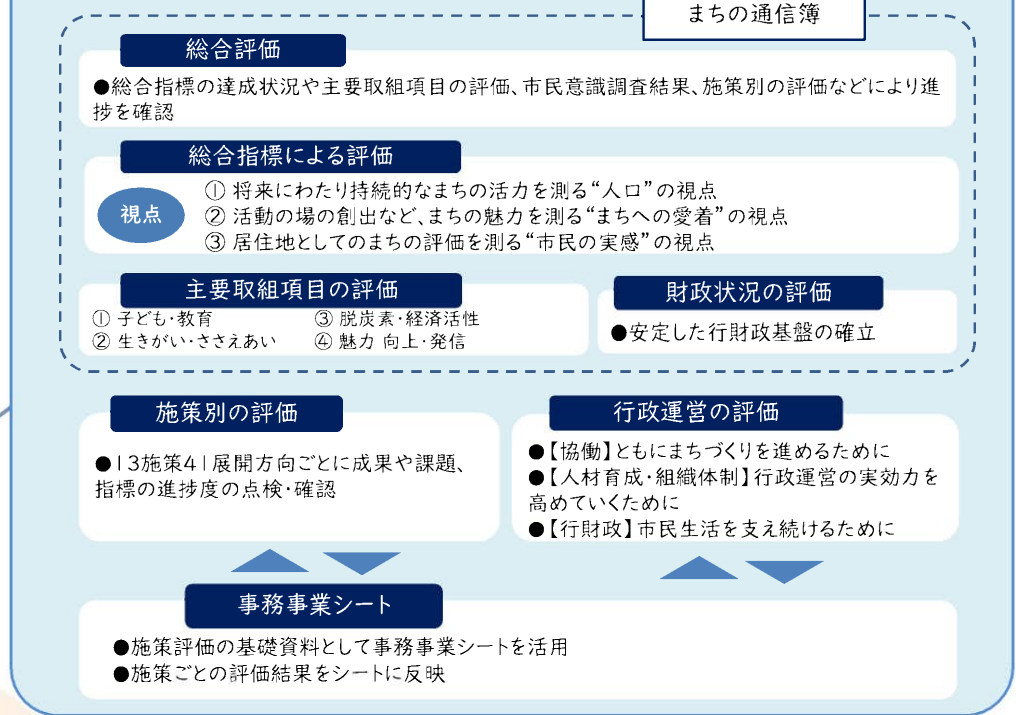 まちの通信簿
総合評価
●総合指標の達成状況や主要取組項目の評価、市民意識調査結果、施策別の評価などにより進
捗を確認
総合指標による評価
視点
① 将来にわたり持続的なまちの活力を測る“人口”の視点
② 活動の場の創出など、まちの魅力を測る“まちへの愛着”の視点
③ 居住地としてのまちの評価を測る“市民の実感”の視点
主要取組項目の評価
① 子ども・教育
② 生きがい・ささえあい
③ 脱炭素・経済活性
④ 魅力 向上・発信
財政状況の評価
●安定した行財政基盤の確立
施策別の評価
●13施策41展開方向ごとに成果や課題、
指標の進捗度の点検・確認
行政運営の評価
●【協働】ともにまちづくりを進めるために
●【人材育成・組織体制】行政運営の実効力を
高めていくために
●【行財政】市民生活を支え続けるために
事務事業シート
●施策評価の基礎資料として事務事業シートを活用
●施策ごとの評価結果をシートに反映